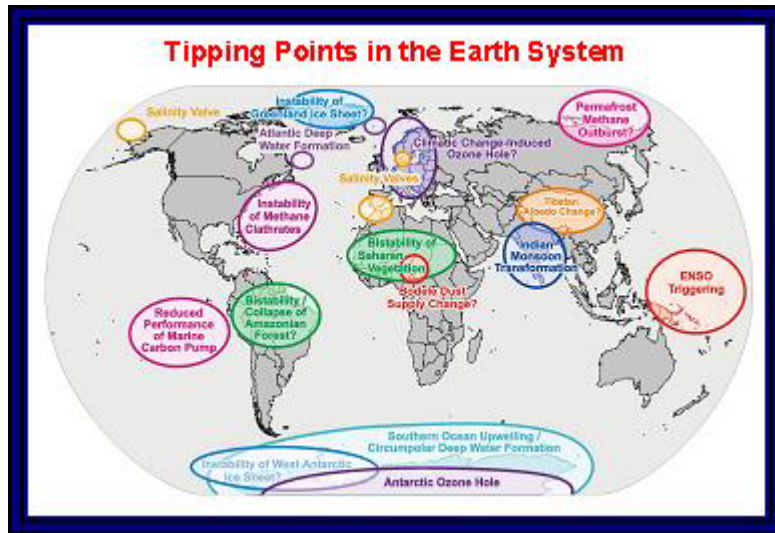 Tipping Points in the Earth System
Instability of
Greenland Ice Sheet?
Salinity Valve
Permafrost
Methane
Outburst?
Atlantic Deep
Water Formation
Climatic Change-Induced
Ozone Hole?
Salinity Valves
Instability
of Methane
Clathrates
Tibetan
Albedo Change?
Bistability of
Saharan
Vegetation
Indian
Monsoon
Transformation
ENSO
Triggering
Bodele Dust
Supply Change?
Bistability /
Collapse of
Amazonian
Forest?
Reduced
Performance
of Marine
Carbon Pump
Southern Ocean Upwelling /
Circumpolar Deep Water Formation
Instability of West Antarctic
Ice Sheet?
Antarctic Ozone Hole